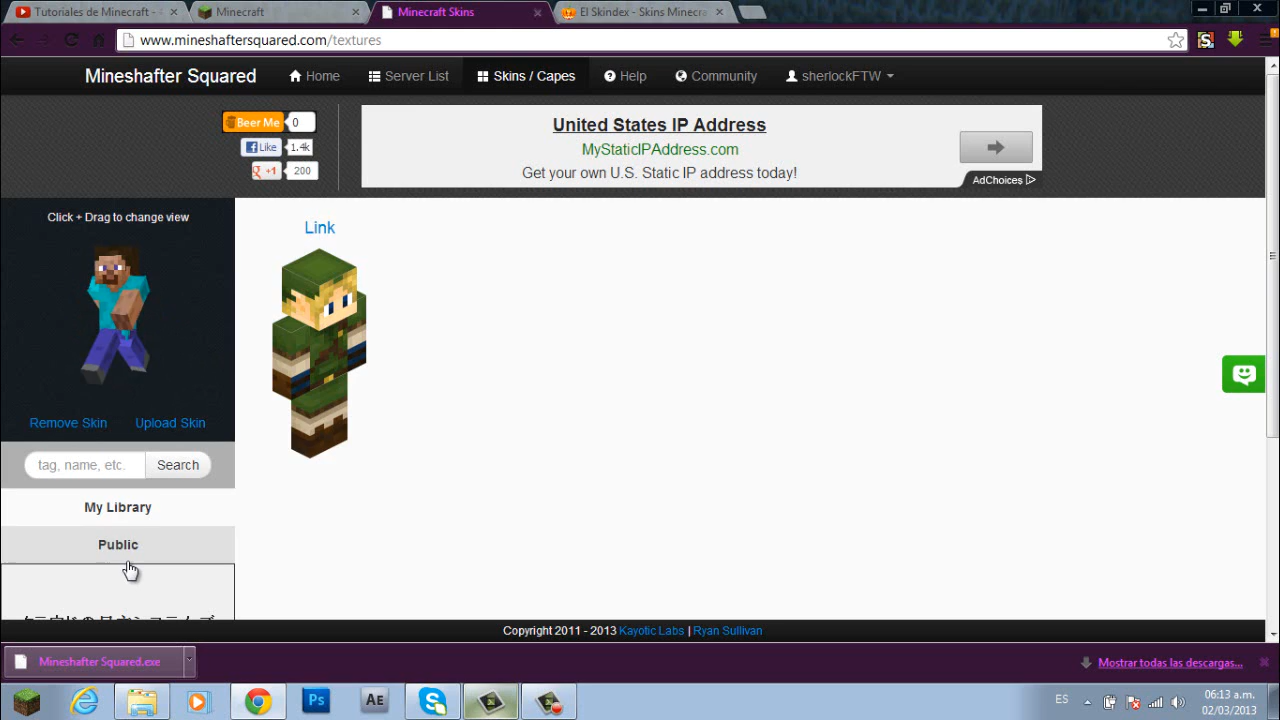 Tutoriales de Minecraft -
Minecraft
Minecraft Skins
El Skindex - Skins Minecra
www.mineshaftersquared.com/textures
Mineshafter Squared
Home
Server List
Skins / Capes
Help
Community
sherlockFTW
Beer Me 0
Like 1.4k
+1 200
United States IP Address
MyStaticIPAddress.com
Get your own U.S. Static IP address today!
AdChoices
Click + Drag to change view
Link
Remove Skin
Upload Skin
tag, name, etc.
Search
My Library
Public
Copyright 2011 - 2013 Kayotic Labs | Ryan Sullivan
Mineshafter Squared.exe
Mostrar todas las descargas...
Ps
Ae
ES
06:13 a.m.
02/03/2013